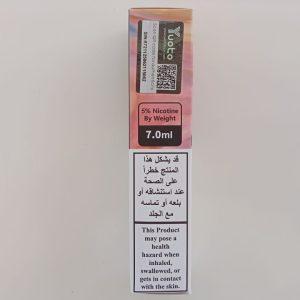 Yuoto
5% Nicotine
By Weight
7.0ml
قد يشكل هذا
المنتج خطراً
على الصحة
عند استنشاقه أو
بلعه أو تماسه
مع الجلد
This Product
may pose a
health
hazard when
inhaled,
swallowed, or
gets in contact
with the skin.